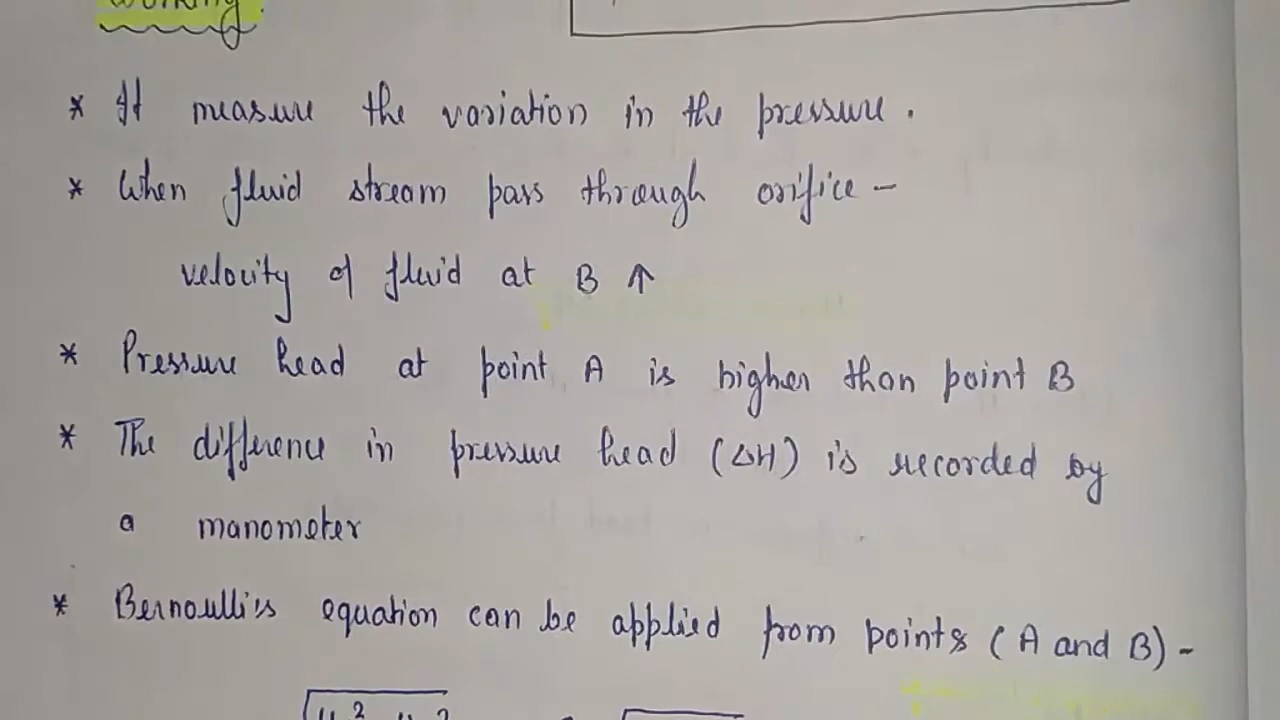 Working:
* It measure the variation in the pressure.
* When fluid stream pass through orifice -
velocity of fluid at B ↑
* Pressure head at point A is higher than point B
* The difference in pressure head (ΔH) is recorded by
a manometer
* Bernoulli's equation can be applied from points (A and B) -